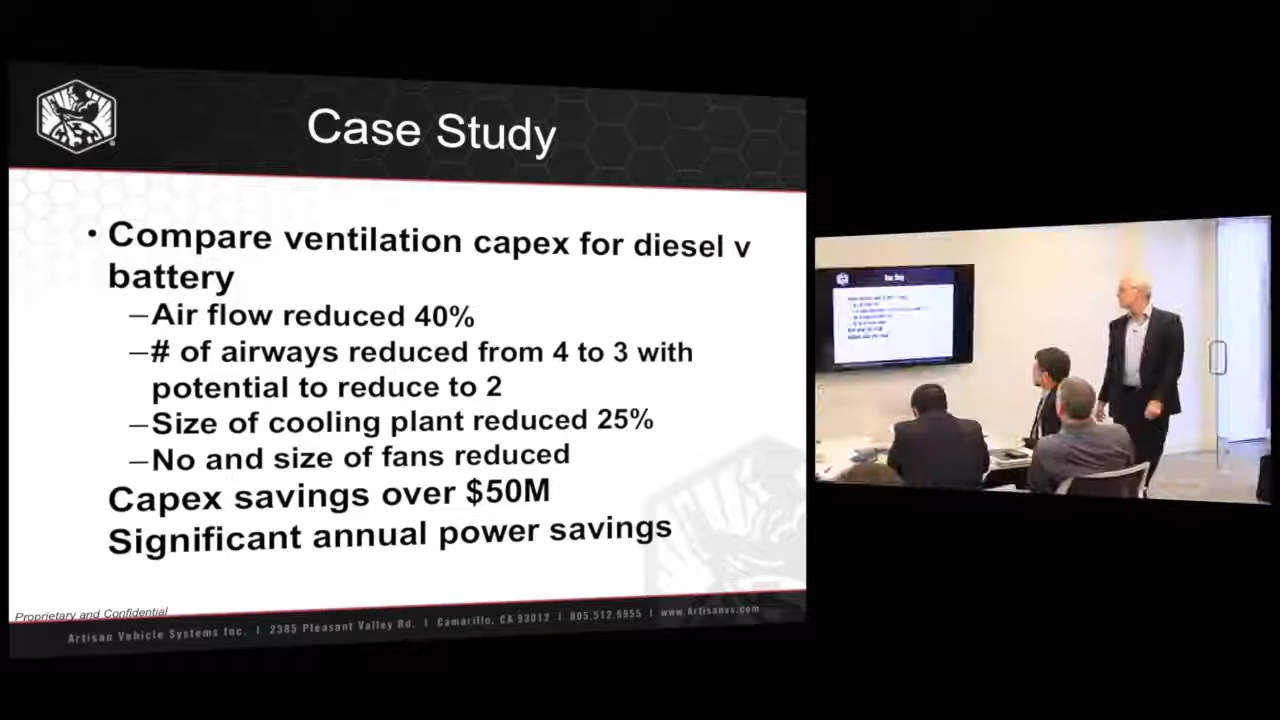 Case Study
• Compare ventilation capex for diesel v
battery
–Air flow reduced 40%
–# of airways reduced from 4 to 3 with
potential to reduce to 2
–Size of cooling plant reduced 25%
–No and size of fans reduced
Capex savings over $50M
Significant annual power savings
Proprietary and Confidential
Artisan Vehicle Systems Inc. | 2385 Pleasant Valley Rd. | Camarillo, CA 93012 | 805.512.9955 | www.Artisanvs.com
Case Study